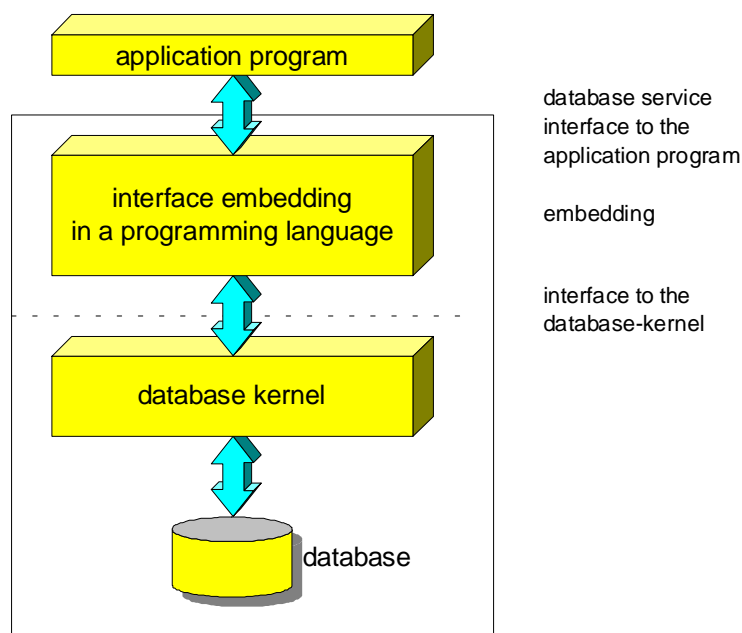 application program
database service
interface to the
application program
interface embedding
in a programming language
embedding
interface to the
database-kernel
database kernel
database